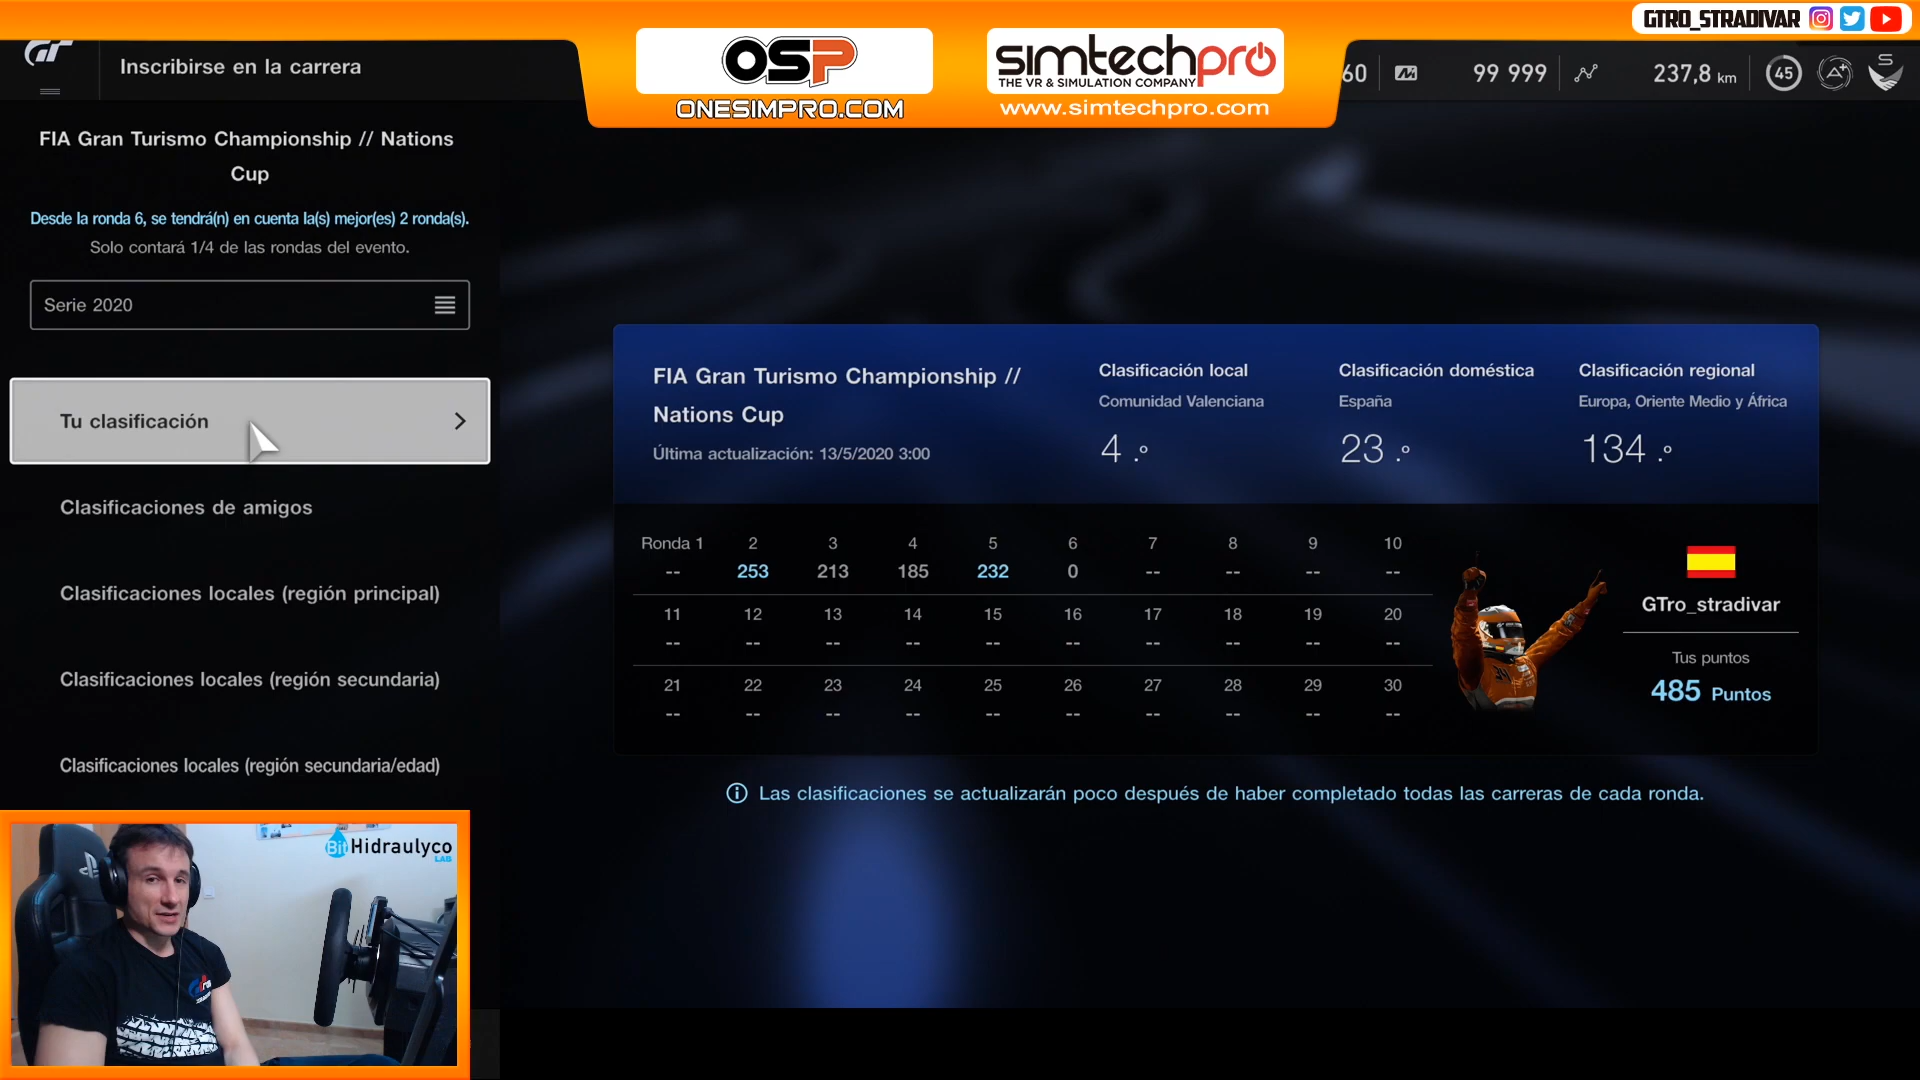 GTRO_STRADIVAR
OSP
ONESIMPRO.COM
simtechpro
THE VR & SIMULATION COMPANY
www.simtechpro.com
Inscribirse en la carrera
60
99 999
237,8 km
45
A+
S
FIA Gran Turismo Championship // Nations
Cup
Desde la ronda 6, se tendrá(n) en cuenta la(s) mejor(es) 2 ronda(s).
Solo contará 1/4 de las rondas del evento.
Serie 2020
Tu clasificación
Clasificaciones de amigos
Clasificaciones locales (región principal)
Clasificaciones locales (región secundaria)
Clasificaciones locales (región secundaria/edad)
FIA Gran Turismo Championship //
Nations Cup
Última actualización: 13/5/2020 3:00
Clasificación local
Comunidad Valenciana
4 .º
Clasificación doméstica
España
23 .º
Clasificación regional
Europa, Oriente Medio y África
134 .º
Ronda 1 2 3 4 5 6 7 8 9 10
-- 253 213 185 232 0 -- -- -- --
11 12 13 14 15 16 17 18 19 20
-- -- -- -- -- -- -- -- -- --
21 22 23 24 25 26 27 28 29 30
-- -- -- -- -- -- -- -- -- --
GTro_stradivar
Tus puntos
485 Puntos
Las clasificaciones se actualizarán poco después de haber completado todas las carreras de cada ronda.
Bit Hidraulyco
LAB